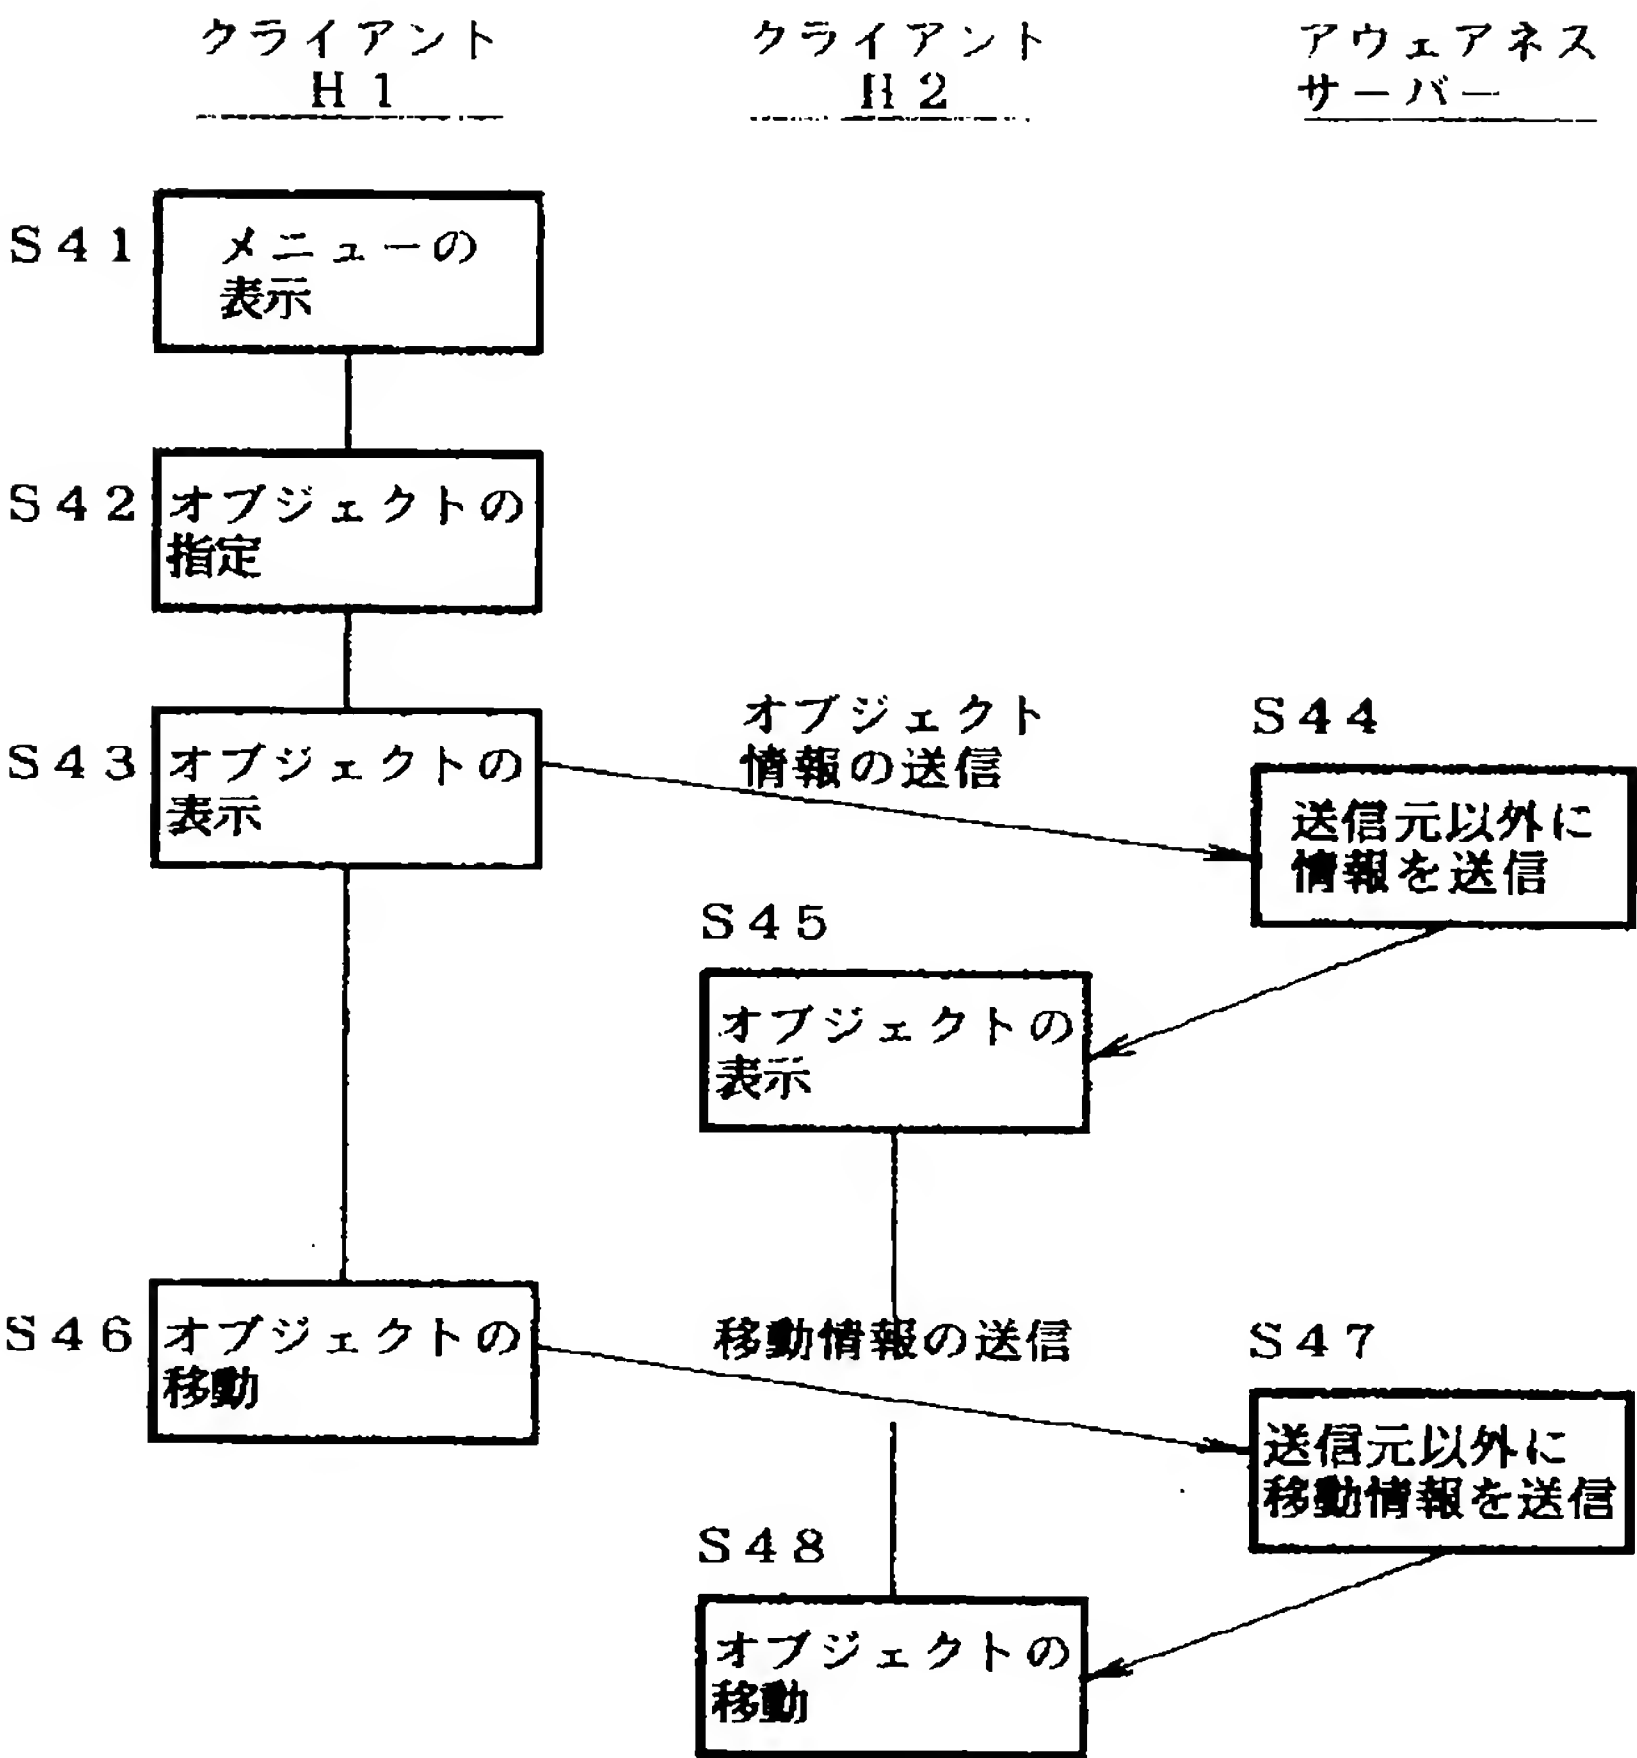 クライアント
Ｈ１
クライアント
Ｈ２
アウェアネス
サーバー
Ｓ４１
メニューの
表示
Ｓ４２
オブジェクトの
指定
Ｓ４３
オブジェクトの
表示
オブジェクト
情報の送信
Ｓ４４
送信元以外に
情報を送信
Ｓ４５
オブジェクトの
表示
Ｓ４６
オブジェクトの
移動
移動情報の送信
Ｓ４７
送信元以外に
移動情報を送信
Ｓ４８
オブジェクトの
移動